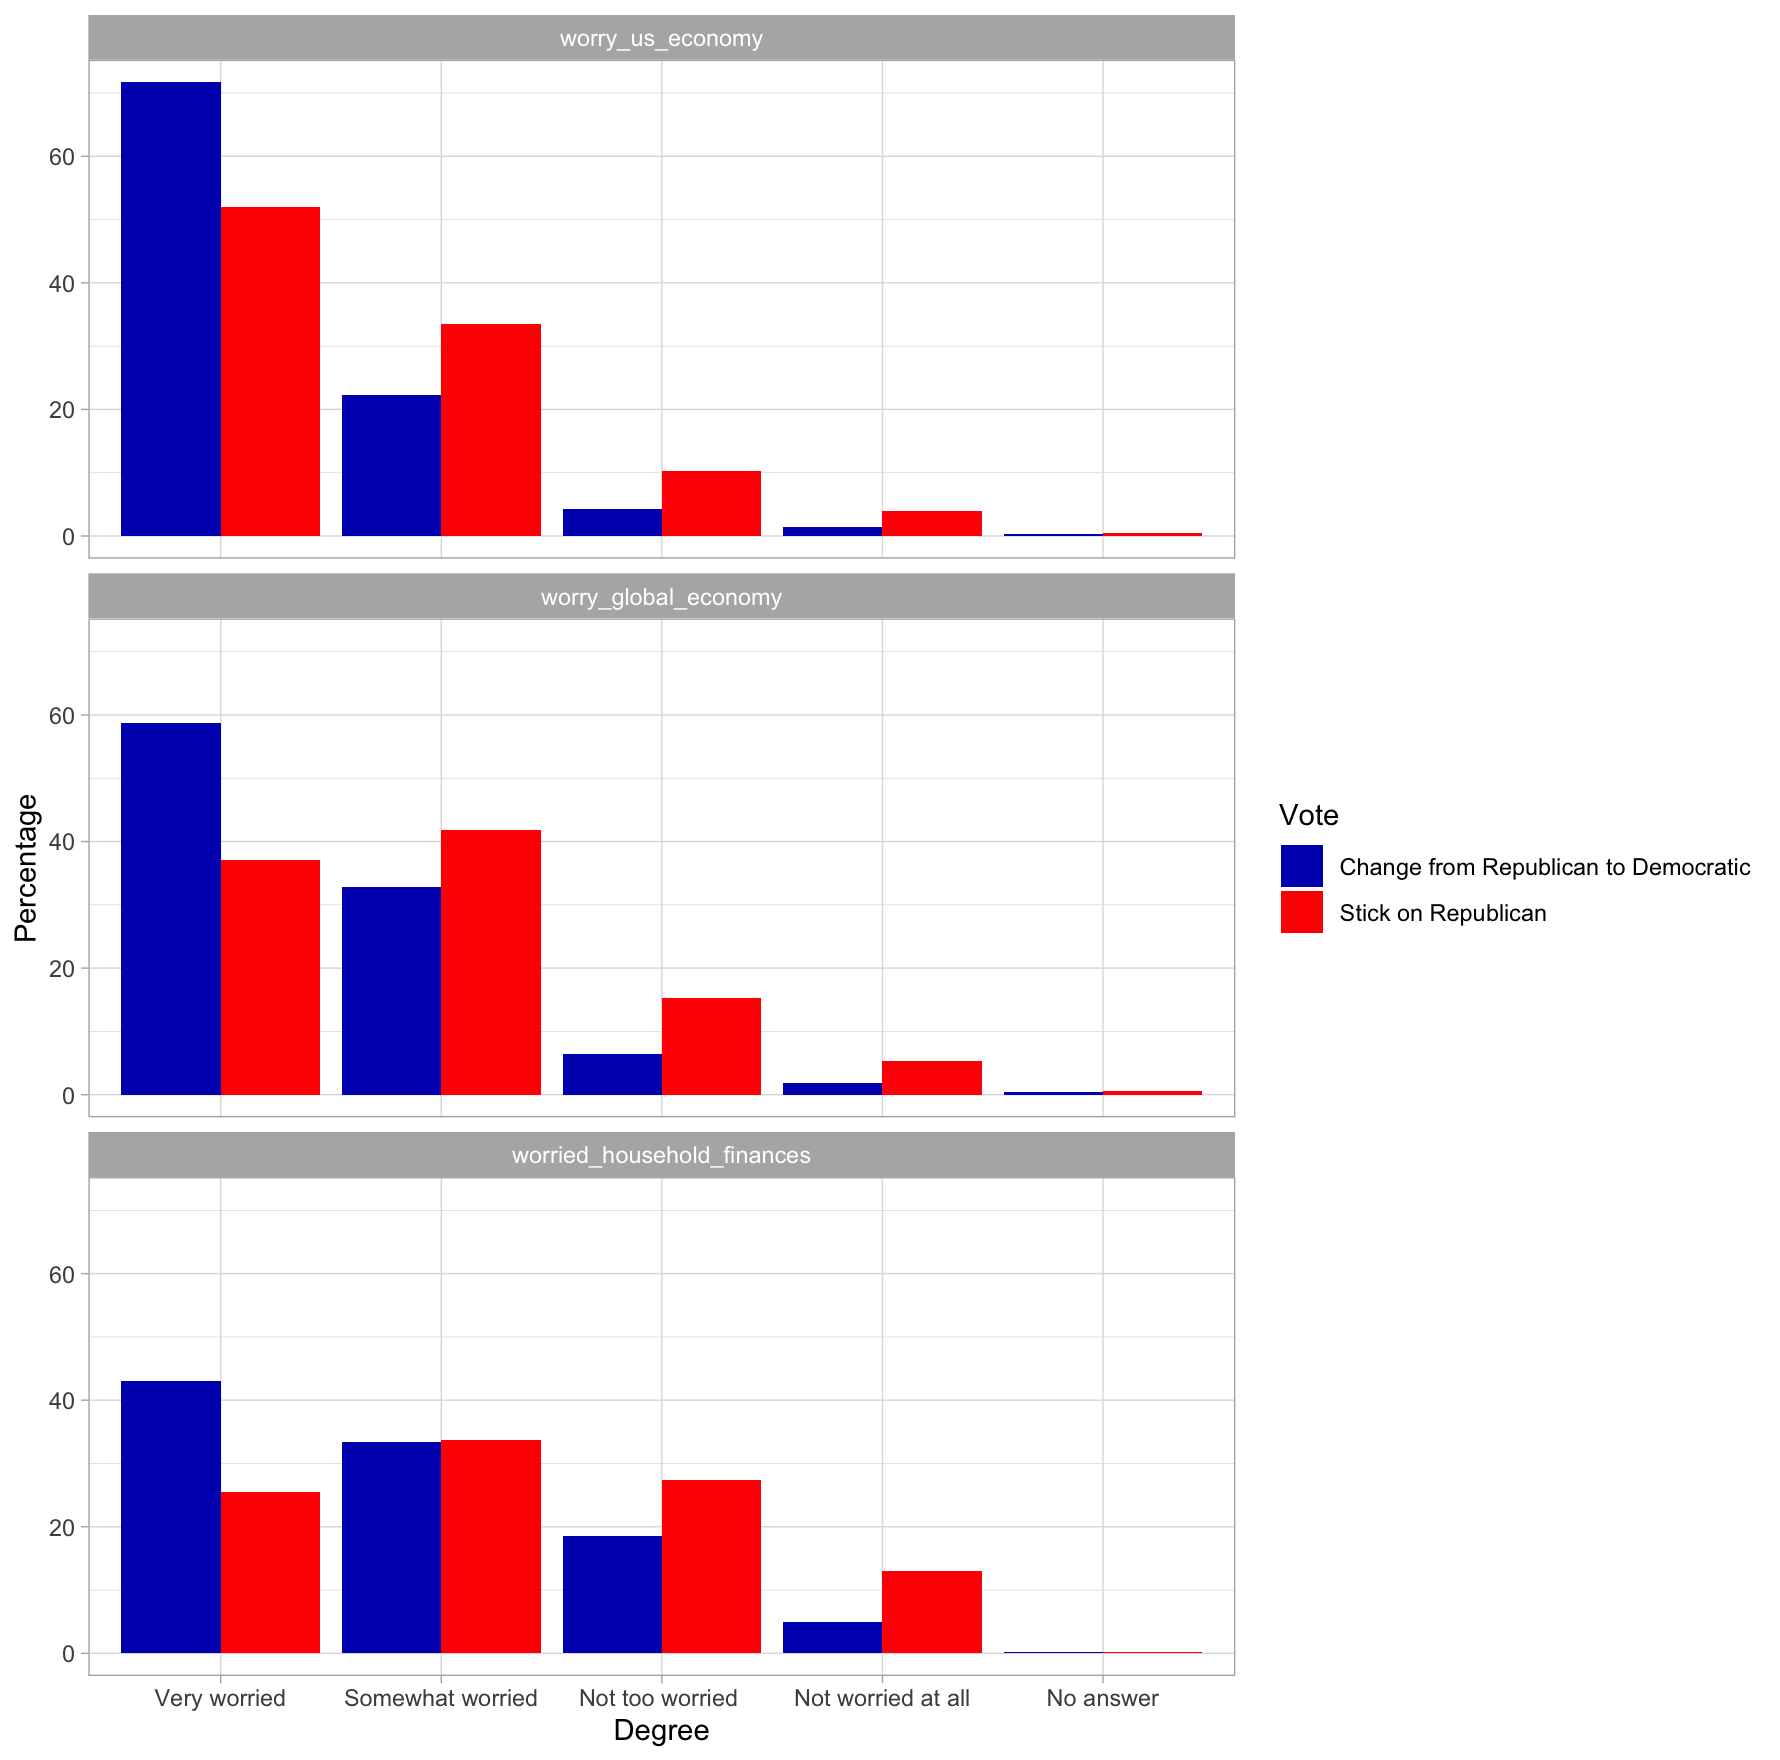 worry_us_economy
60
40
20
0
worry_global_economy
60
40
20
0
worried_household_finances
60
40
20
0
Very worried
Somewhat worried
Not too worried
Not worried at all
No answer
Degree
Percentage
Vote
Change from Republican to Democratic
Stick on Republican